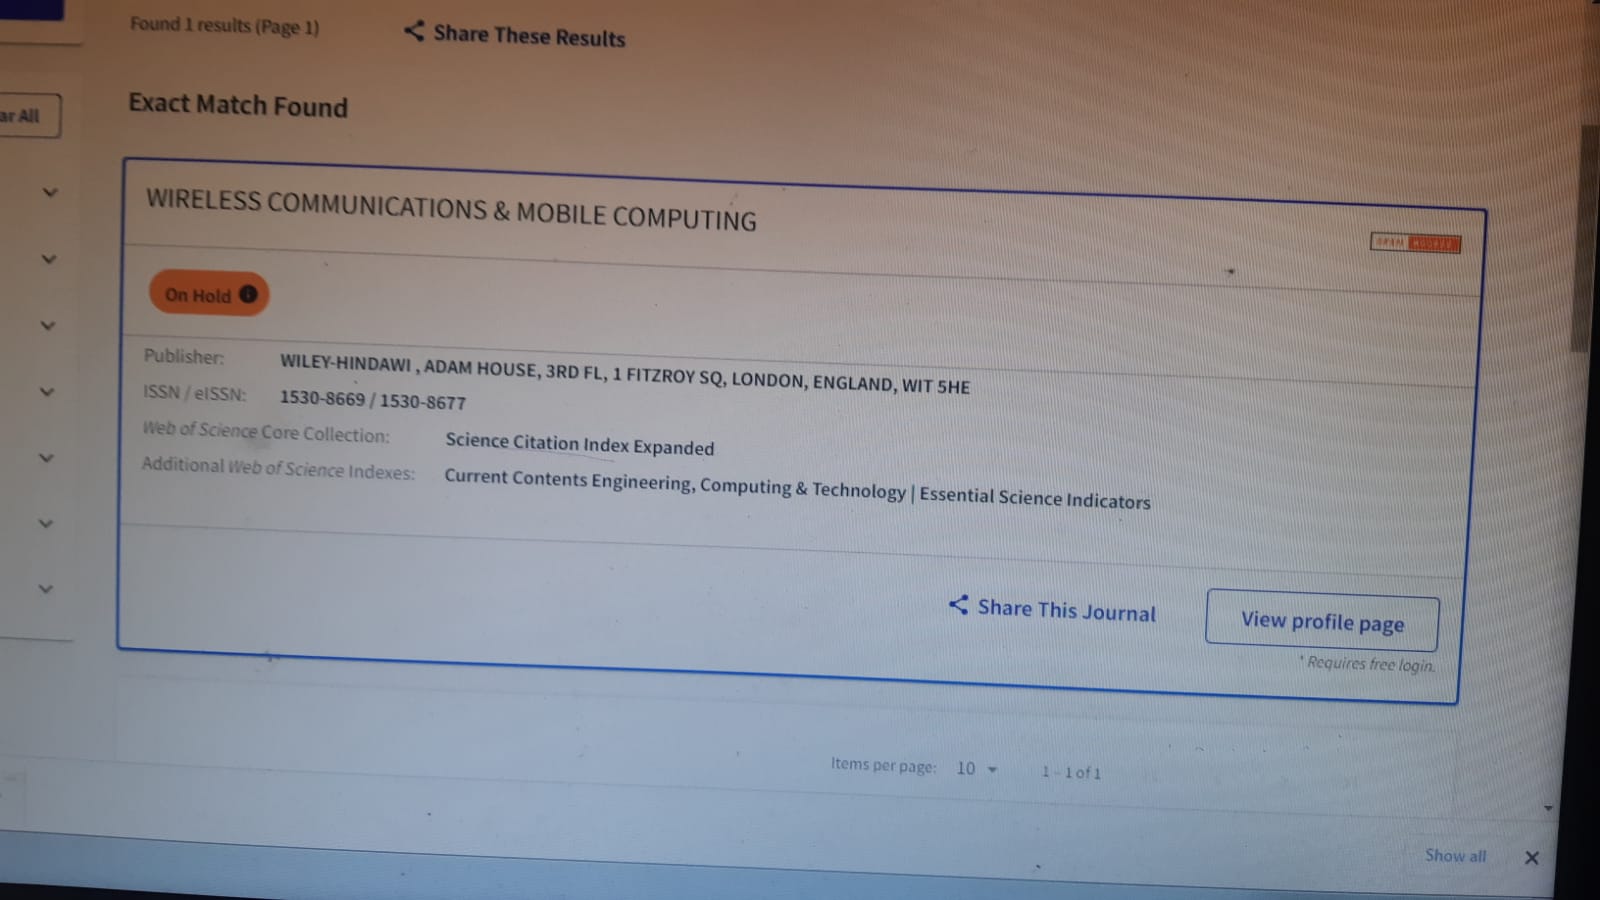 Found 1 results (Page 1)
Share These Results
ar All
Exact Match Found
WIRELESS COMMUNICATIONS & MOBILE COMPUTING
OPEN ACCESS
On Hold
Publisher: WILEY-HINDAWI , ADAM HOUSE, 3RD FL, 1 FITZROY SQ, LONDON, ENGLAND, WIT 5HE
ISSN / eISSN: 1530-8669 / 1530-8677
Web of Science Core Collection: Science Citation Index Expanded
Additional Web of Science Indexes: Current Contents Engineering, Computing & Technology | Essential Science Indicators
Share This Journal
View profile page
* Requires free login.
Items per page: 10 1 - 1 of 1
Show all